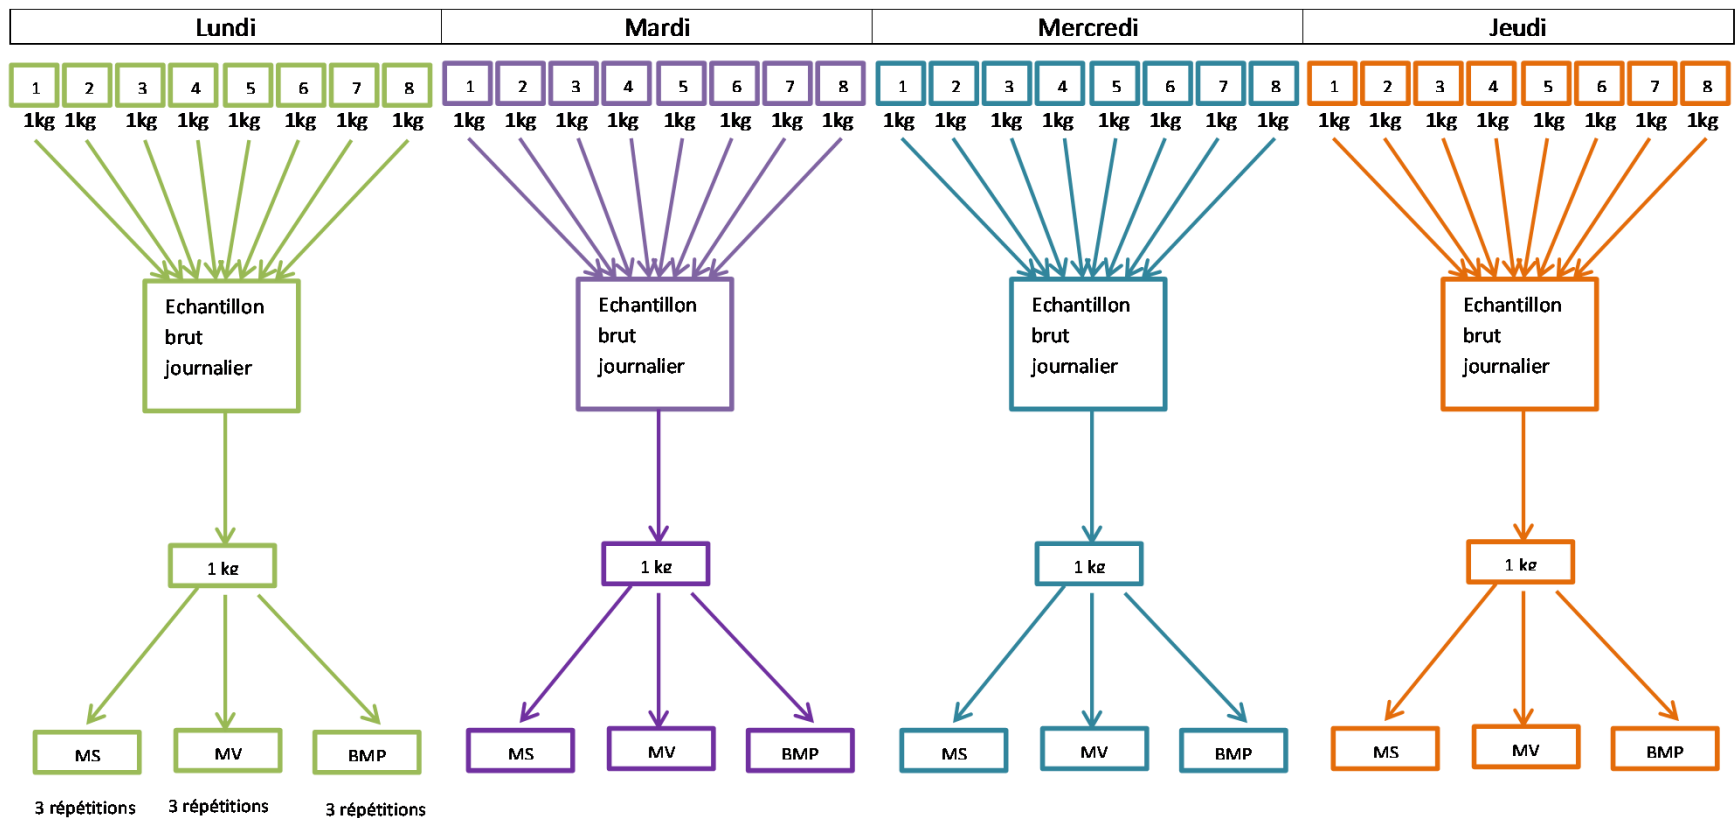 Lundi Mardi Mercredi Jeudi
1 2 3 4 5 6 7 8 1 2 3 4 5 6 7 8 1 2 3 4 5 6 7 8 1 2 3 4 5 6 7 8
1kg 1kg 1kg 1kg 1kg 1kg 1kg 1kg 1kg 1kg 1kg 1kg 1kg 1kg 1kg 1kg 1kg 1kg 1kg 1kg 1kg 1kg 1kg 1kg 1kg 1kg 1kg 1kg 1kg 1kg 1kg 1kg
Echantillon Echantillon Echantillon Echantillon
brut brut brut brut
journalier journalier journalier journalier
1 kg 1 kg 1 kg 1 kg
MS MV BMP MS MV BMP MS MV BMP MS MV BMP
3 répétitions 3 répétitions 3 répétitions